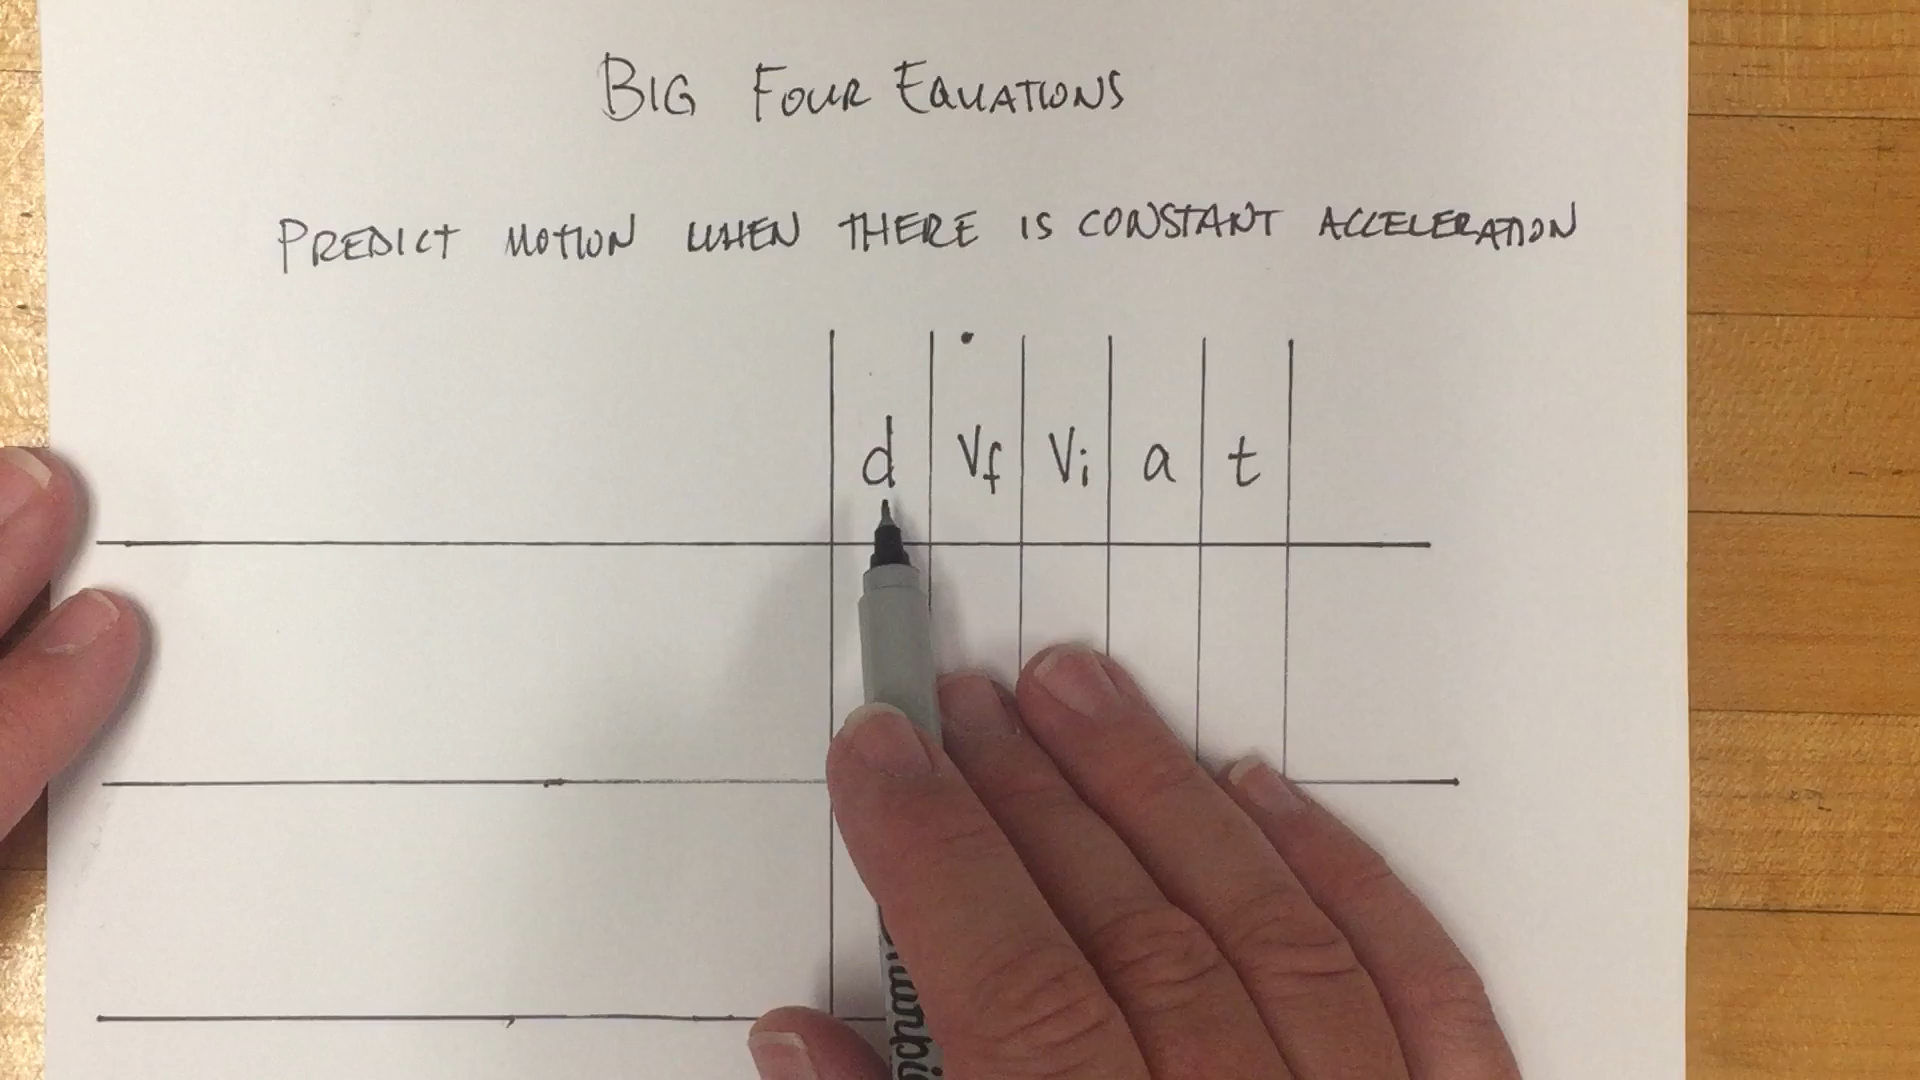 BIG FOUR EQUATIONS
PREDICT MOTION WHEN THERE IS CONSTANT ACCELERATION
d Vf Vi a t